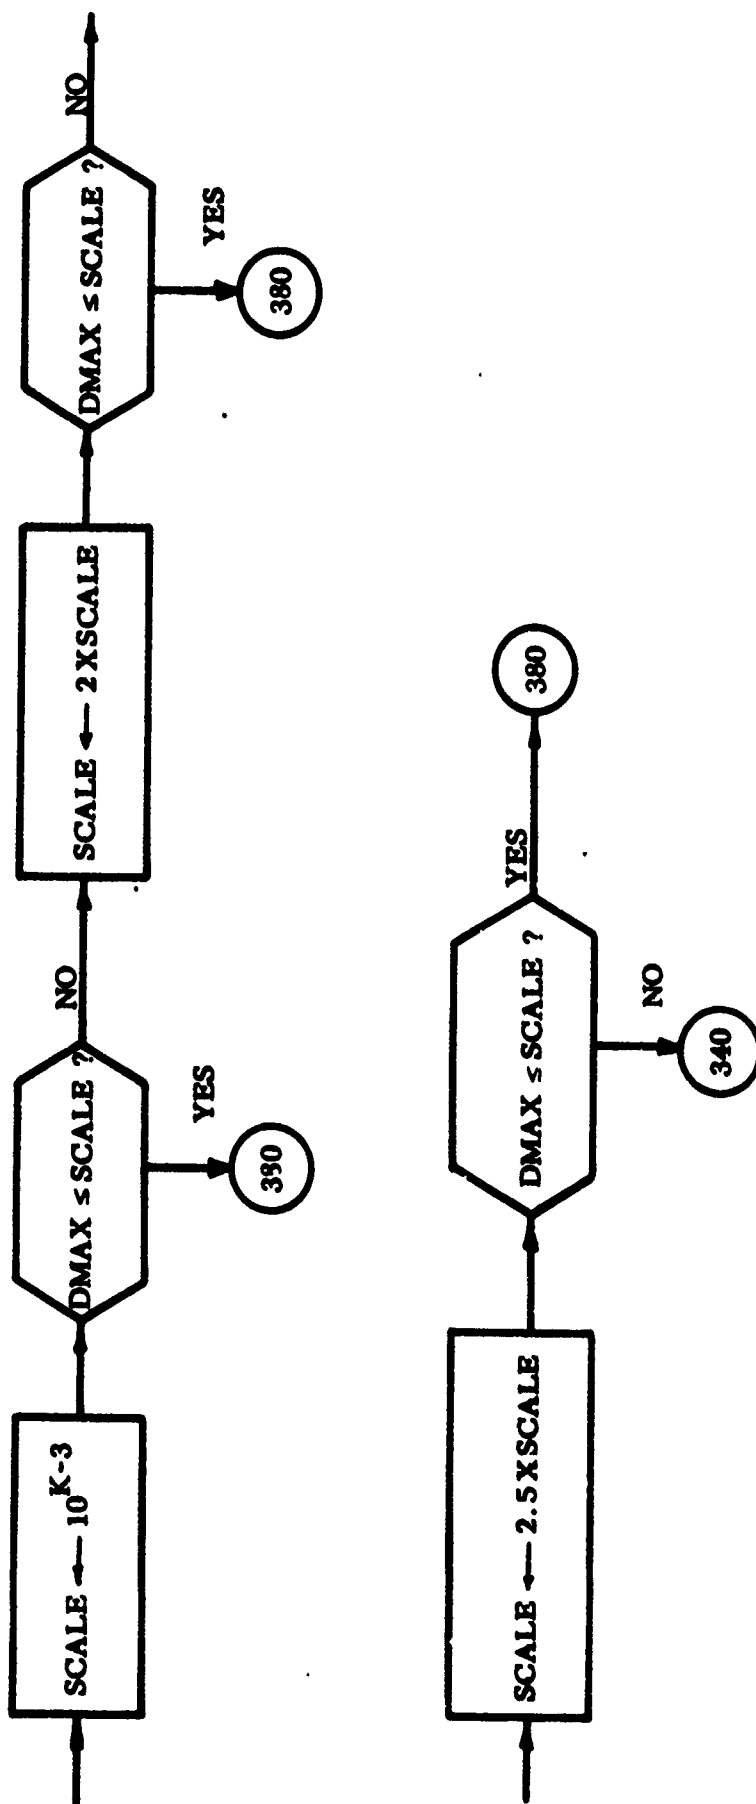 SCALE ← 10^K-3
DMAX ≤ SCALE ?
NO
YES
380
SCALE ← 2 X SCALE
DMAX ≤ SCALE ?
NO
YES
380
SCALE ← 2.5 X SCALE
DMAX ≤ SCALE ?
YES
380
NO
340